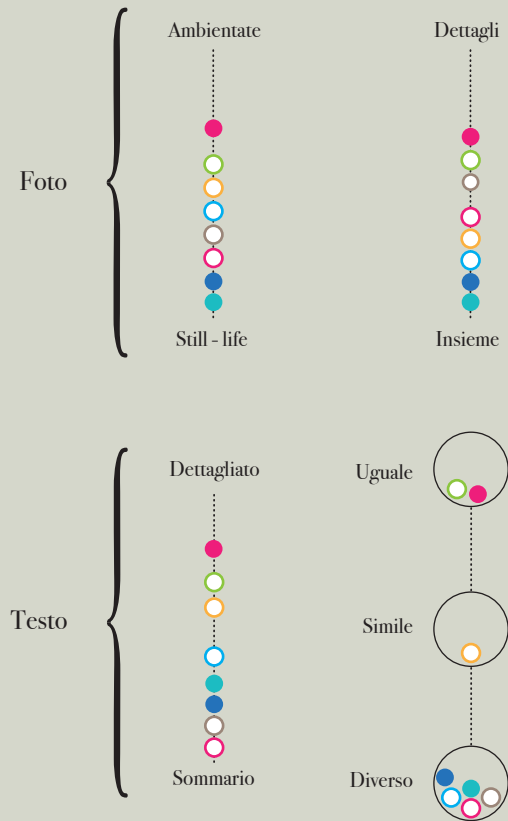 Ambientate
Dettagli
Foto
Still - life
Insieme
Dettagliato
Uguale
Testo
Simile
Sommario
Diverso